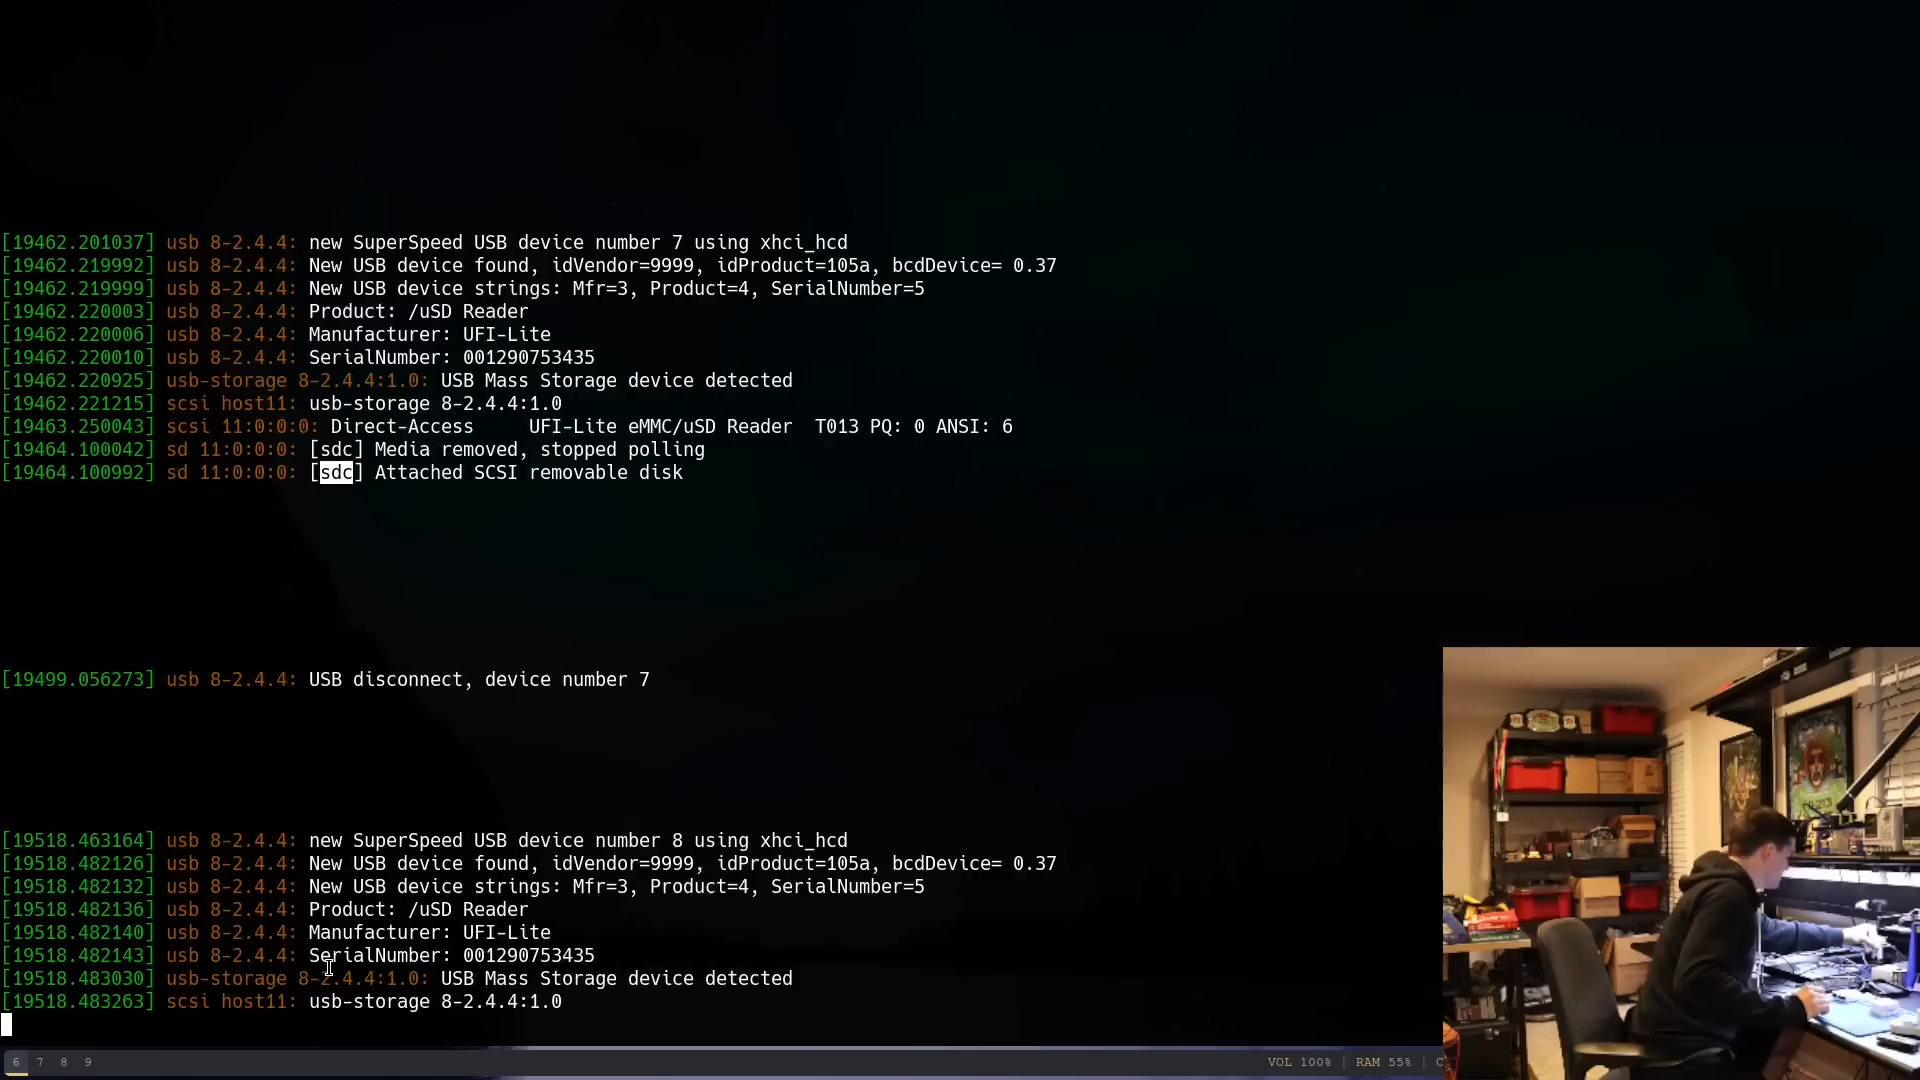 [19462.201037] usb 8-2.4.4: new SuperSpeed USB device number 7 using xhci_hcd
[19462.219992] usb 8-2.4.4: New USB device found, idVendor=9999, idProduct=105a, bcdDevice= 0.37
[19462.219999] usb 8-2.4.4: New USB device strings: Mfr=3, Product=4, SerialNumber=5
[19462.220003] usb 8-2.4.4: Product: /uSD Reader
[19462.220006] usb 8-2.4.4: Manufacturer: UFI-Lite
[19462.220010] usb 8-2.4.4: SerialNumber: 001290753435
[19462.220925] usb-storage 8-2.4.4:1.0: USB Mass Storage device detected
[19462.221215] scsi host11: usb-storage 8-2.4.4:1.0
[19463.250043] scsi 11:0:0:0: Direct-Access     UFI-Lite eMMC/uSD Reader  T013 PQ: 0 ANSI: 6
[19464.100042] sd 11:0:0:0: [sdc] Media removed, stopped polling
[19464.100992] sd 11:0:0:0: [sdc] Attached SCSI removable disk
[19499.056273] usb 8-2.4.4: USB disconnect, device number 7
[19518.463164] usb 8-2.4.4: new SuperSpeed USB device number 8 using xhci_hcd
[19518.482126] usb 8-2.4.4: New USB device found, idVendor=9999, idProduct=105a, bcdDevice= 0.37
[19518.482132] usb 8-2.4.4: New USB device strings: Mfr=3, Product=4, SerialNumber=5
[19518.482136] usb 8-2.4.4: Product: /uSD Reader
[19518.482140] usb 8-2.4.4: Manufacturer: UFI-Lite
[19518.482143] usb 8-2.4.4: SerialNumber: 001290753435
[19518.483030] usb-storage 8-2.4.4:1.0: USB Mass Storage device detected
[19518.483263] scsi host11: usb-storage 8-2.4.4:1.0
6 7 8 9 VOL 100% | RAM 55% | C